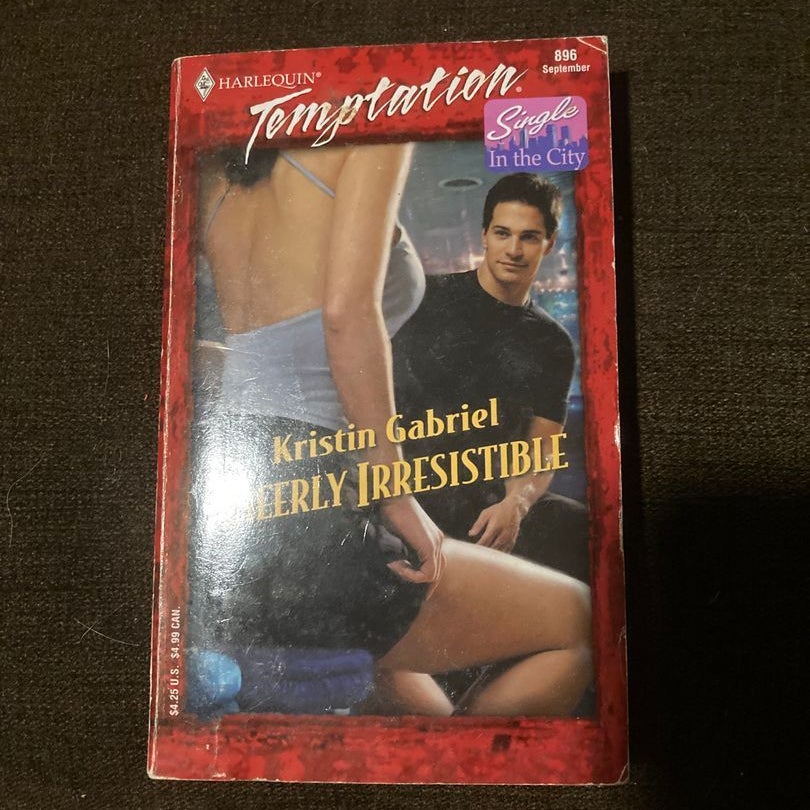 896
September
HARLEQUIN®
Temptation®
Single
In the City
Kristin Gabriel
IRRESISTIBLE
$4.25 U.S. $4.99 CAN.